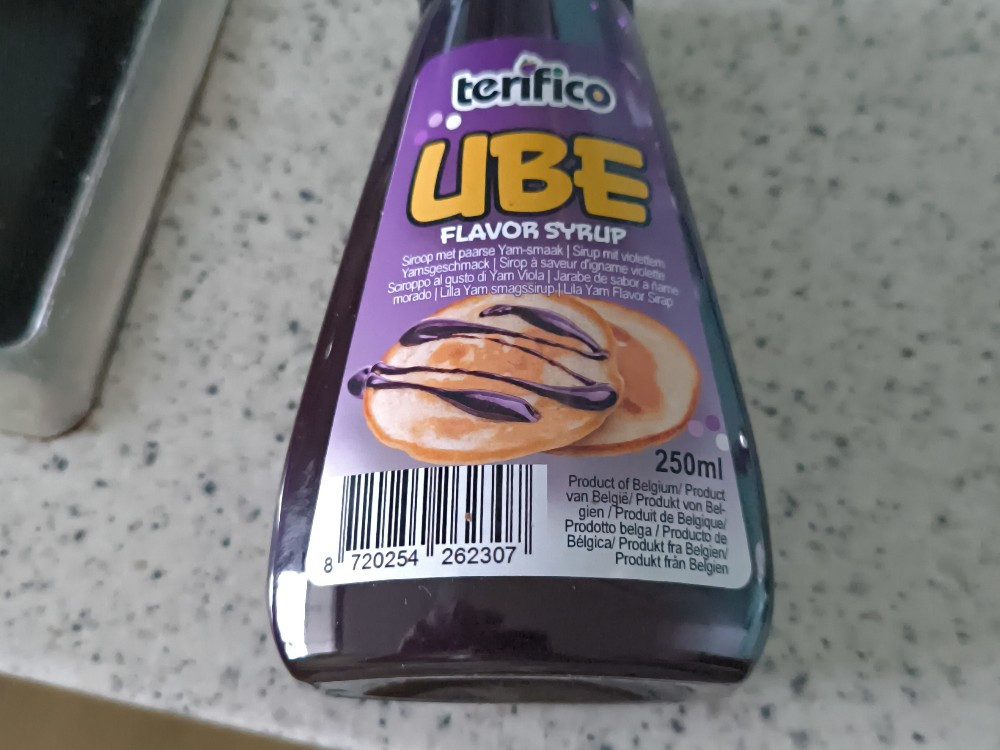 terifico
UBE
FLAVOR SYRUP
Siroop met paarse Yam-smaak | Sirup mit violettem
Yamsgeschmack | Sirop à saveur d'igname violette
Sciroppo al gusto di Yam Viola | Jarabe de sabor a ñame
morado | Lilla Yam smagssirup | Lila Yam Flavor Sirap
250ml
Product of Belgium/ Product
van België/ Produkt von Bel-
gien / Produit de Belgique/
Prodotto belga / Producto de
Bélgica/ Produkt fra Belgien/
Produkt från Belgien
8 720254 262307